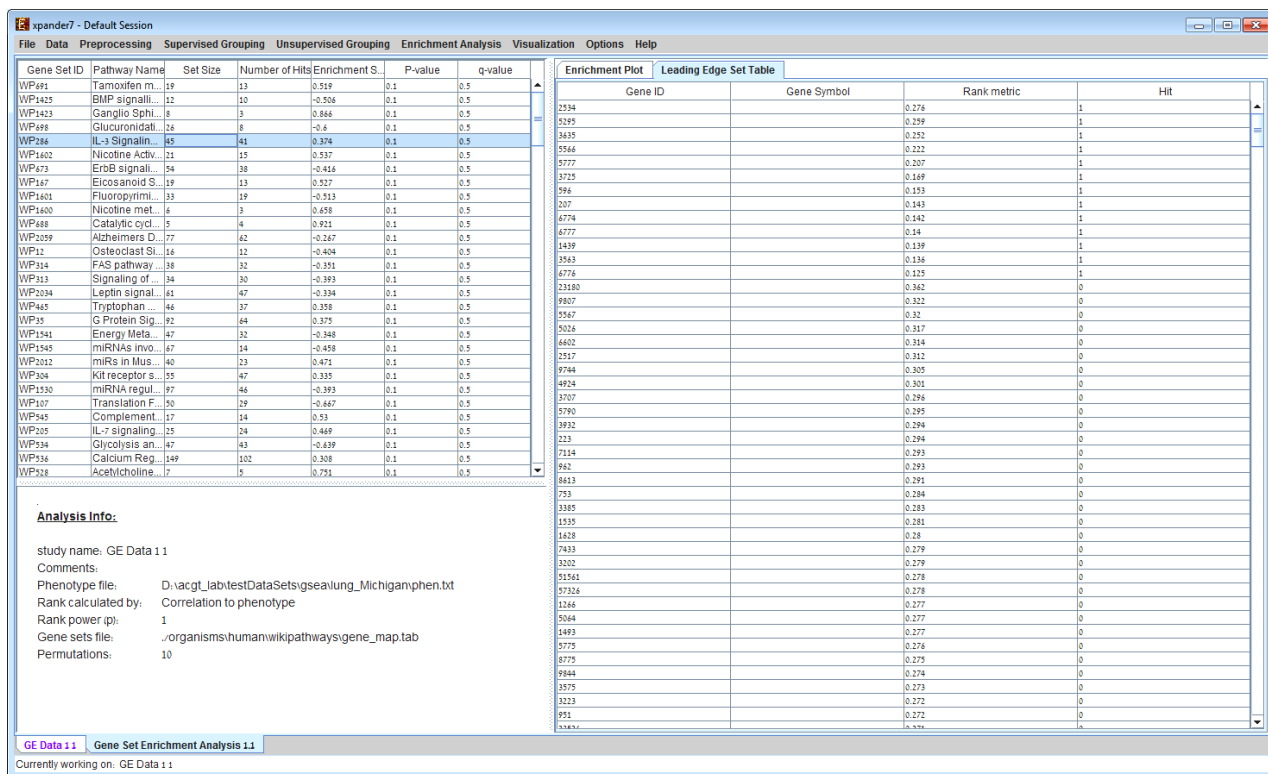 xpander7 - Default Session
File Data Preprocessing Supervised Grouping Unsupervised Grouping Enrichment Analysis Visualization Options Help
Gene Set ID Pathway Name Set Size Number of Hits Enrichment S... P-value q-value
WP691 Tamoxifen m... 19 13 0.519 0.1 0.5
WP1425 BMP signalli... 12 10 -0.506 0.1 0.5
WP1423 Ganglio Sphi... 8 3 0.866 0.1 0.5
WP698 Glucuronidati... 26 8 -0.6 0.1 0.5
WP286 IL-3 Signalin... 45 41 0.374 0.1 0.5
WP1602 Nicotine Activ... 21 15 0.537 0.1 0.5
WP673 ErbB signali... 54 38 -0.416 0.1 0.5
WP167 Eicosanoid S... 19 13 0.527 0.1 0.5
WP1601 Fluoropyrimi... 33 19 -0.513 0.1 0.5
WP1600 Nicotine met... 6 3 0.658 0.1 0.5
WP688 Catalytic cycl... 5 4 0.921 0.1 0.5
WP2059 Alzheimers D... 77 62 -0.267 0.1 0.5
WP12 Osteoclast Si... 16 12 -0.404 0.1 0.5
WP314 FAS pathway ... 38 32 -0.351 0.1 0.5
WP313 Signaling of ... 34 30 -0.393 0.1 0.5
WP2034 Leptin signal... 61 47 -0.334 0.1 0.5
WP465 Tryptophan ... 46 37 0.358 0.1 0.5
WP35 G Protein Sig... 92 64 0.375 0.1 0.5
WP1541 Energy Meta... 47 32 -0.348 0.1 0.5
WP1545 miRNAs invo... 67 14 -0.458 0.1 0.5
WP2012 miRs in Mus... 40 23 0.471 0.1 0.5
WP304 Kit receptor s... 55 47 0.335 0.1 0.5
WP1530 miRNA regul... 97 46 -0.393 0.1 0.5
WP107 Translation F... 50 29 -0.667 0.1 0.5
WP545 Complement... 17 14 0.53 0.1 0.5
WP205 IL-7 signaling... 25 24 0.469 0.1 0.5
WP534 Glycolysis an... 47 43 -0.639 0.1 0.5
WP536 Calcium Reg... 149 102 0.308 0.1 0.5
WP528 Acetylcholine... 7 5 0.751 0.1 0.5
Analysis Info:
study name: GE Data 1 1
Comments:
Phenotype file: D:\acgt_lab\testDataSets\gsea\lung_Michigan\phen.txt
Rank calculated by: Correlation to phenotype
Rank power (p): 1
Gene sets file: ./organisms\human\wikipathways\gene_map.tab
Permutations: 10
Enrichment Plot Leading Edge Set Table
Gene ID Gene Symbol Rank metric Hit
2534 0.276 1
5295 0.259 1
3635 0.252 1
5566 0.222 1
5777 0.207 1
3725 0.169 1
596 0.153 1
207 0.143 1
6774 0.142 1
6777 0.14 1
1439 0.139 1
3563 0.136 1
6776 0.125 1
23180 0.362 0
9807 0.322 0
5567 0.32 0
5026 0.317 0
6602 0.314 0
2517 0.312 0
9744 0.305 0
4924 0.301 0
3707 0.296 0
5790 0.295 0
3932 0.294 0
223 0.294 0
7114 0.293 0
962 0.293 0
8613 0.291 0
753 0.284 0
3385 0.283 0
1535 0.281 0
1628 0.28 0
7433 0.279 0
3202 0.279 0
51561 0.278 0
57326 0.278 0
1266 0.277 0
5064 0.277 0
1493 0.277 0
5775 0.276 0
8775 0.275 0
9844 0.274 0
3575 0.273 0
3223 0.272 0
951 0.272 0
GE Data 1 1 Gene Set Enrichment Analysis 1.1
Currently working on: GE Data 1 1